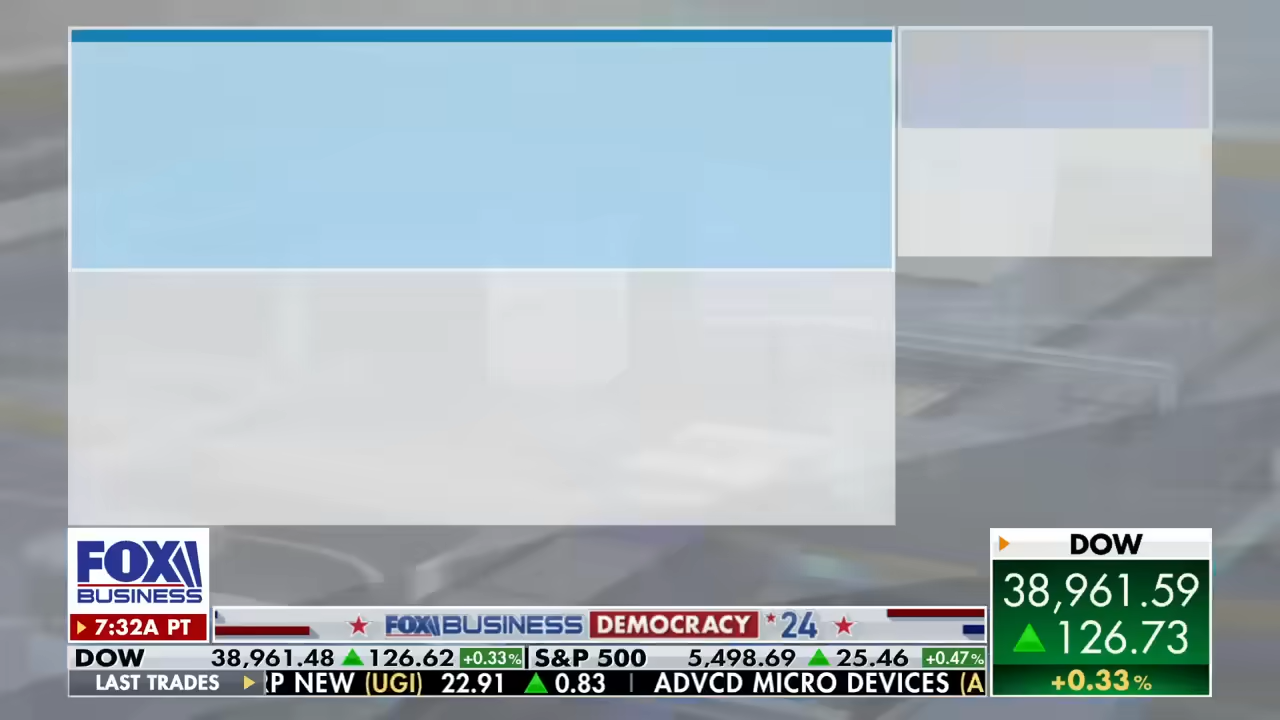 FOX
BUSINESS
7:32A PT
FOX BUSINESS DEMOCRACY *'24
DOW 38,961.48 126.62 +0.33% S&P 500 5,498.69 25.46 +0.47%
LAST TRADES P NEW (UGI) 22.91 0.83 ADVCD MICRO DEVICES (A
DOW
38,961.59
126.73
+0.33%